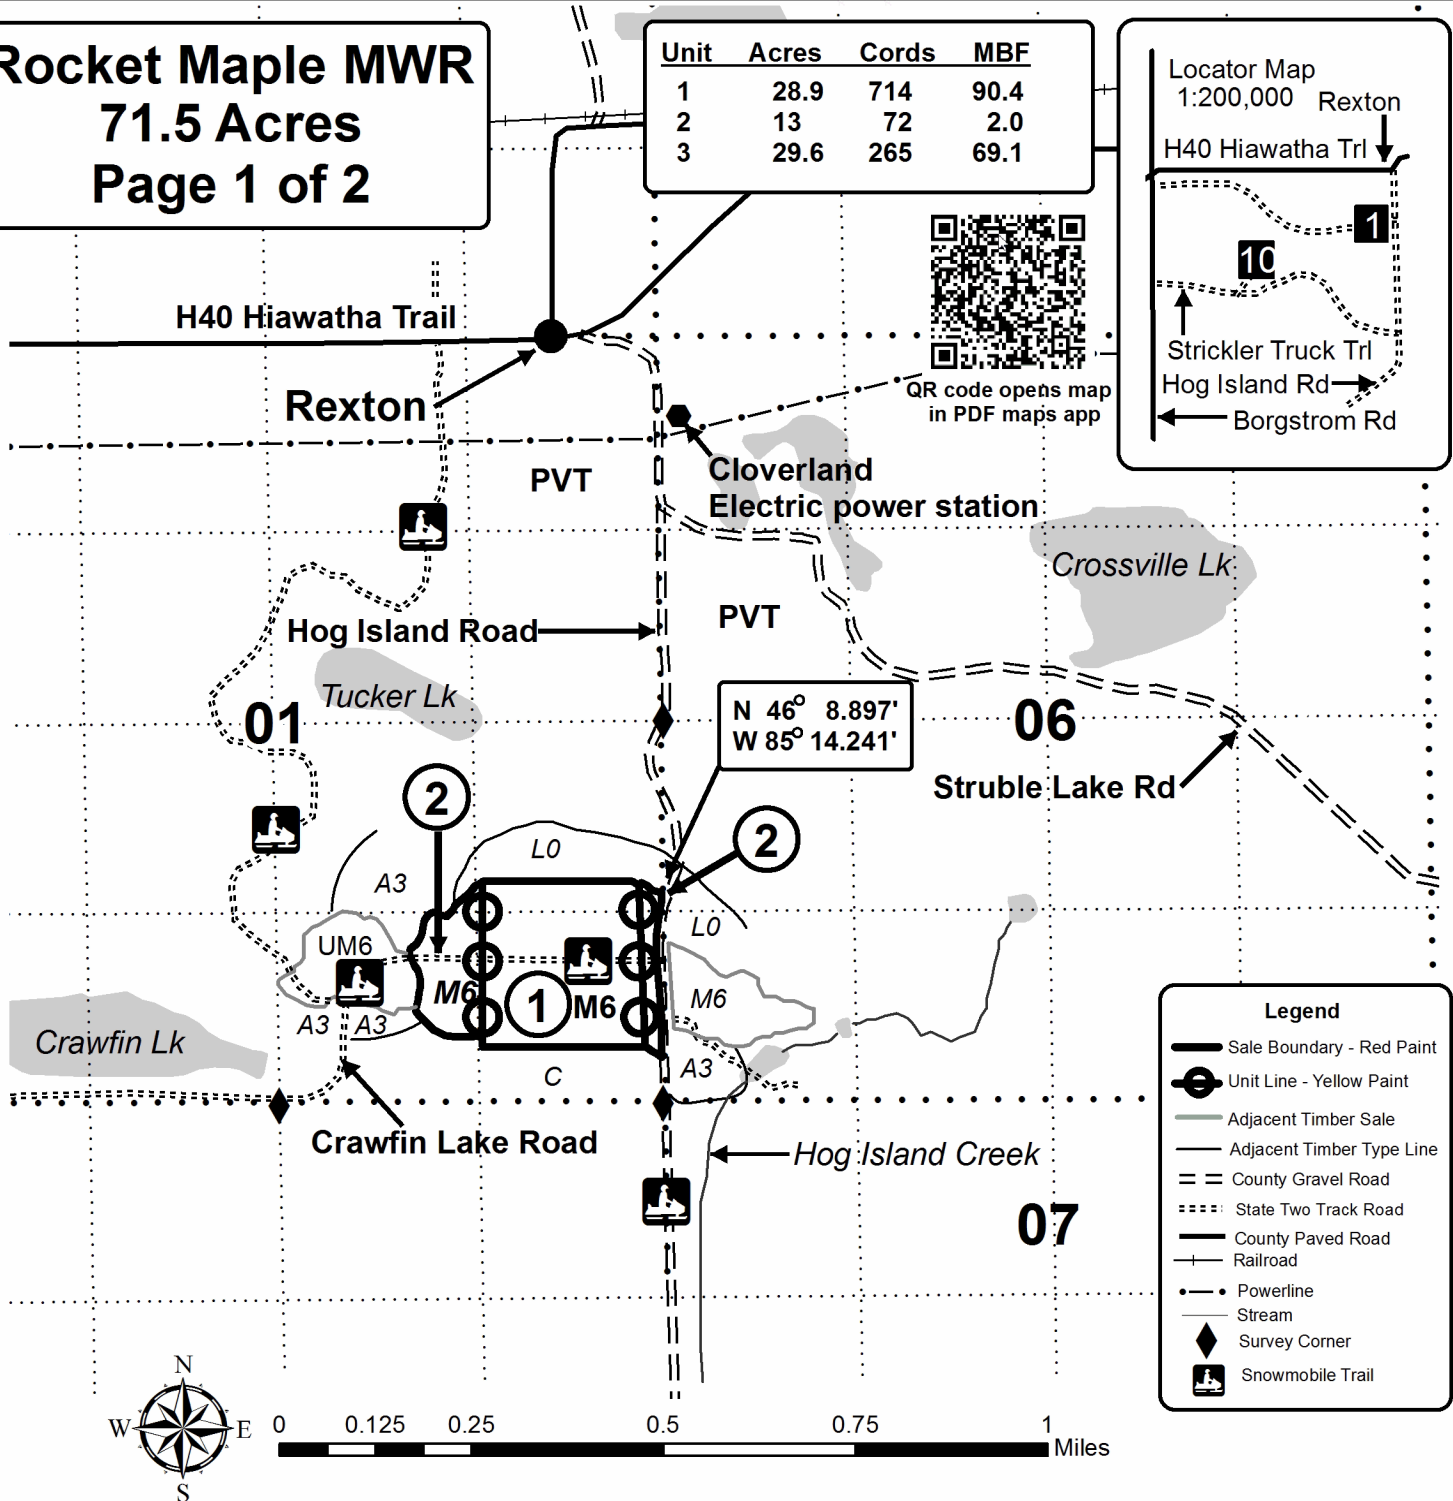 Rocket Maple MWR
71.5 Acres
Page 1 of 2
Unit Acres Cords MBF
1 28.9 714 90.4
2 13 72 2.0
3 29.6 265 69.1
Locator Map
1:200,000
Rexton
H40 Hiawatha Trl
1
10
Strickler Truck Trl
Hog Island Rd
Borgstrom Rd
QR code opens map
in PDF maps app
H40 Hiawatha Trail
Rexton
PVT
Cloverland
Electric power station
Crossville Lk
Hog Island Road
PVT
Tucker Lk
01
N 46° 8.897'
W 85° 14.241'
06
Struble Lake Rd
2
2
L0
A3
L0
UM6
M6
1
M6
M6
A3
A3
Crawfin Lk
C
A3
Crawfin Lake Road
Hog Island Creek
07
Legend
Sale Boundary - Red Paint
Unit Line - Yellow Paint
Adjacent Timber Sale
Adjacent Timber Type Line
County Gravel Road
State Two Track Road
County Paved Road
Railroad
Powerline
Stream
Survey Corner
Snowmobile Trail
N
W E
S
0 0.125 0.25 0.5 0.75 1
Miles